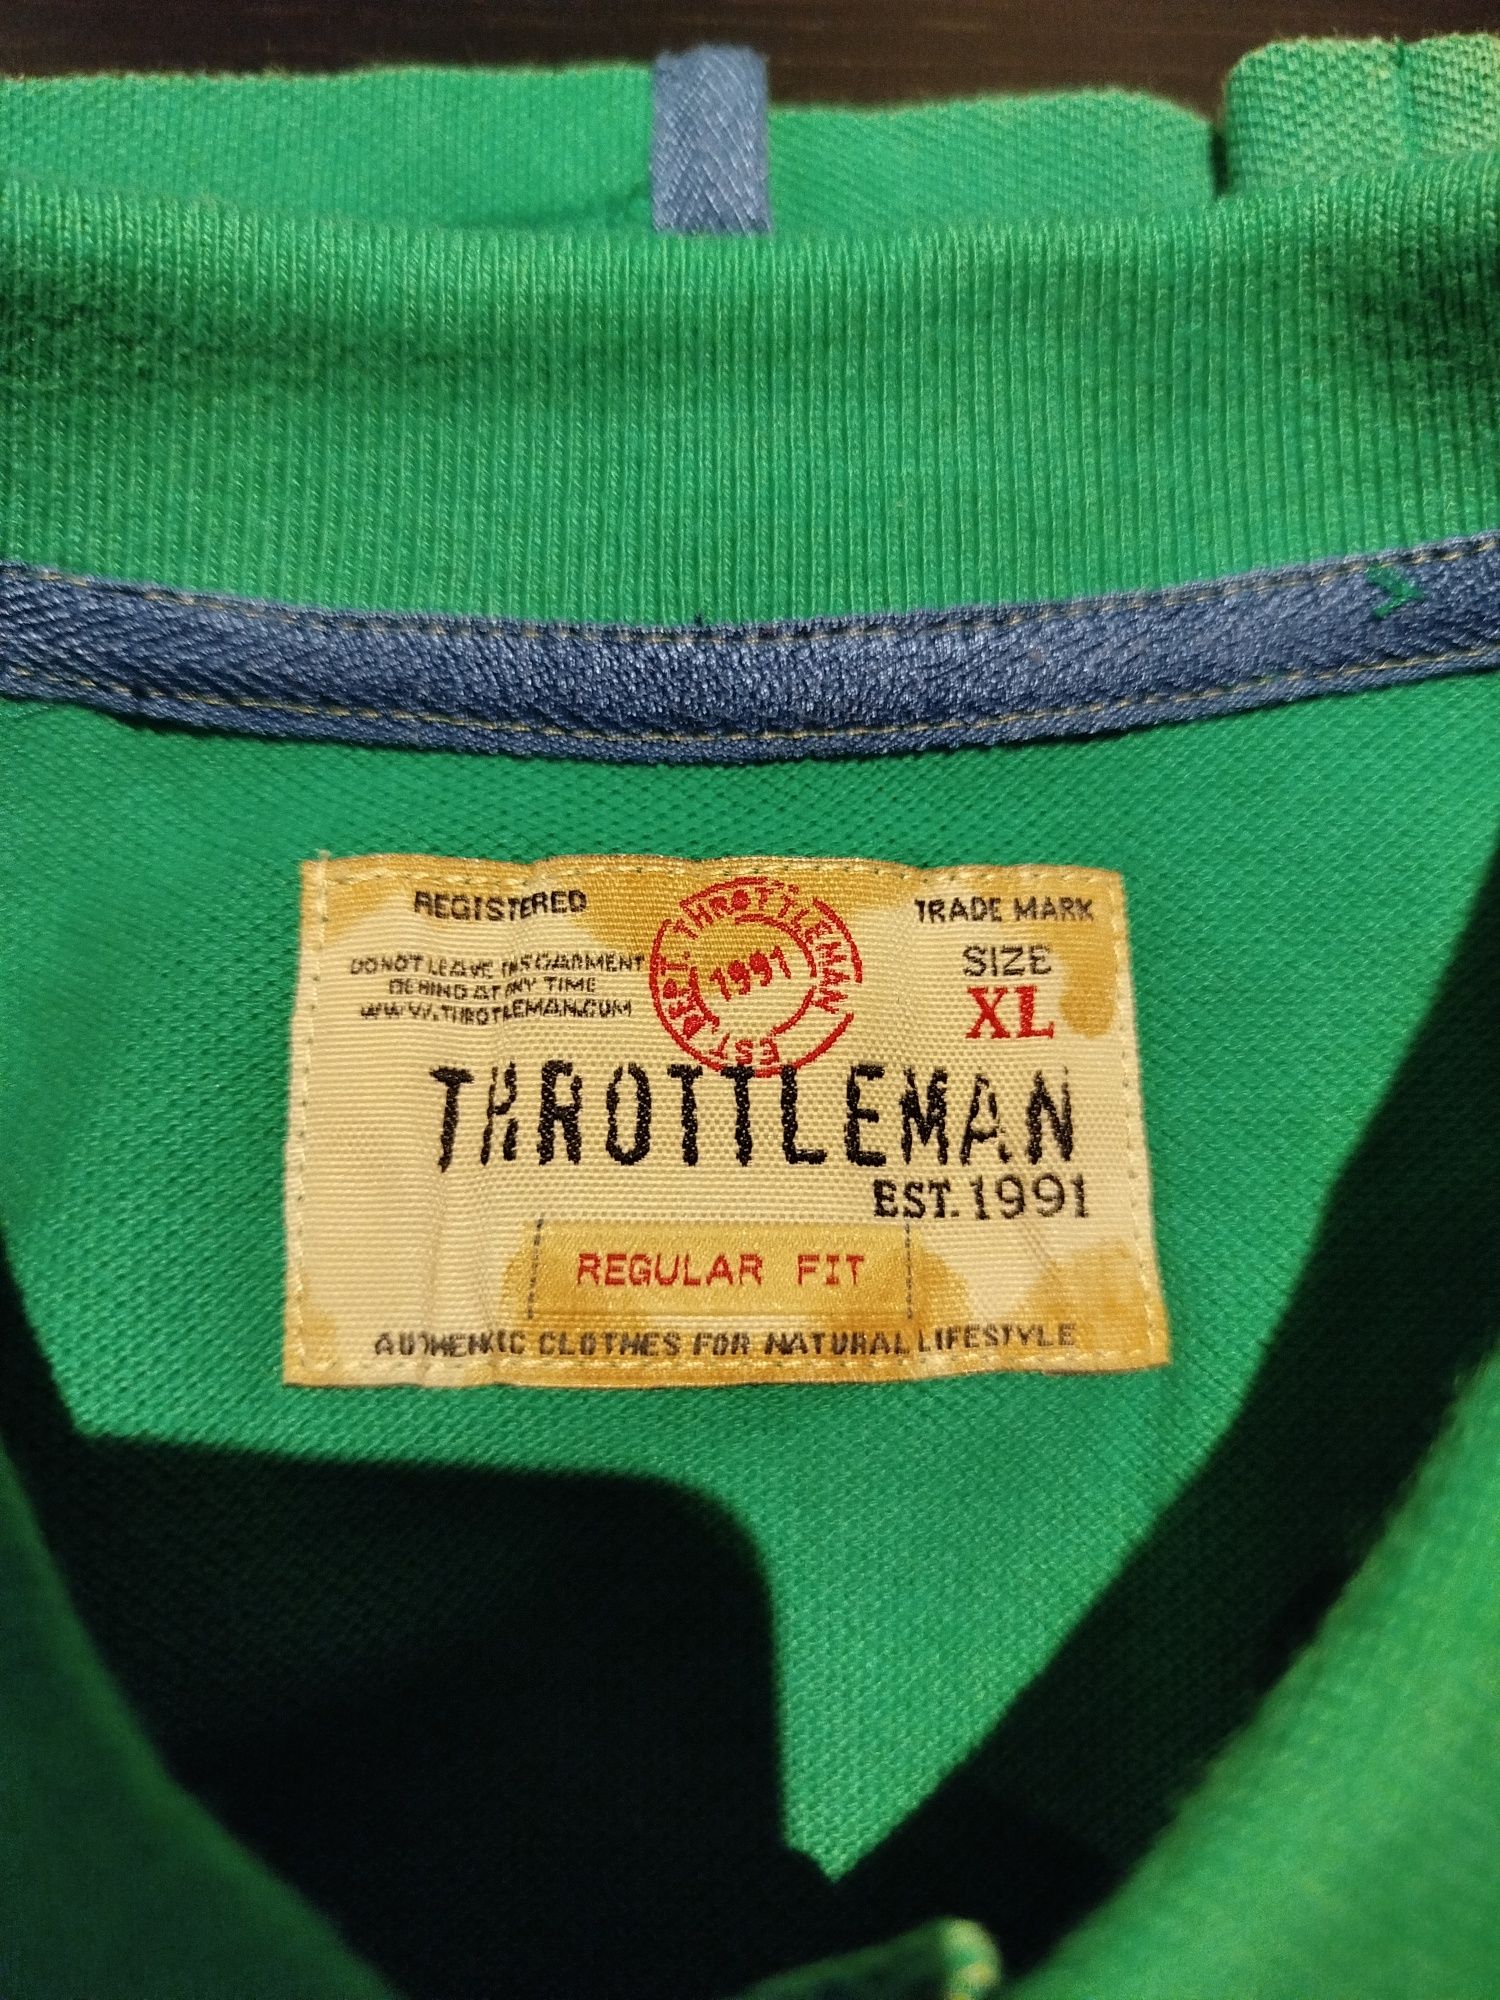 REGISTERED
TRADE MARK
DO NOT LEAVE THIS GARMENT
BEHIND AT ANY TIME
WWW.THROTTLEMAN.COM
DEPT. THROTTLEMAN EST.
1991
SIZE
XL
THROTTLEMAN
EST. 1991
REGULAR FIT
AUTHENTIC CLOTHES FOR NATURAL LIFESTYLE